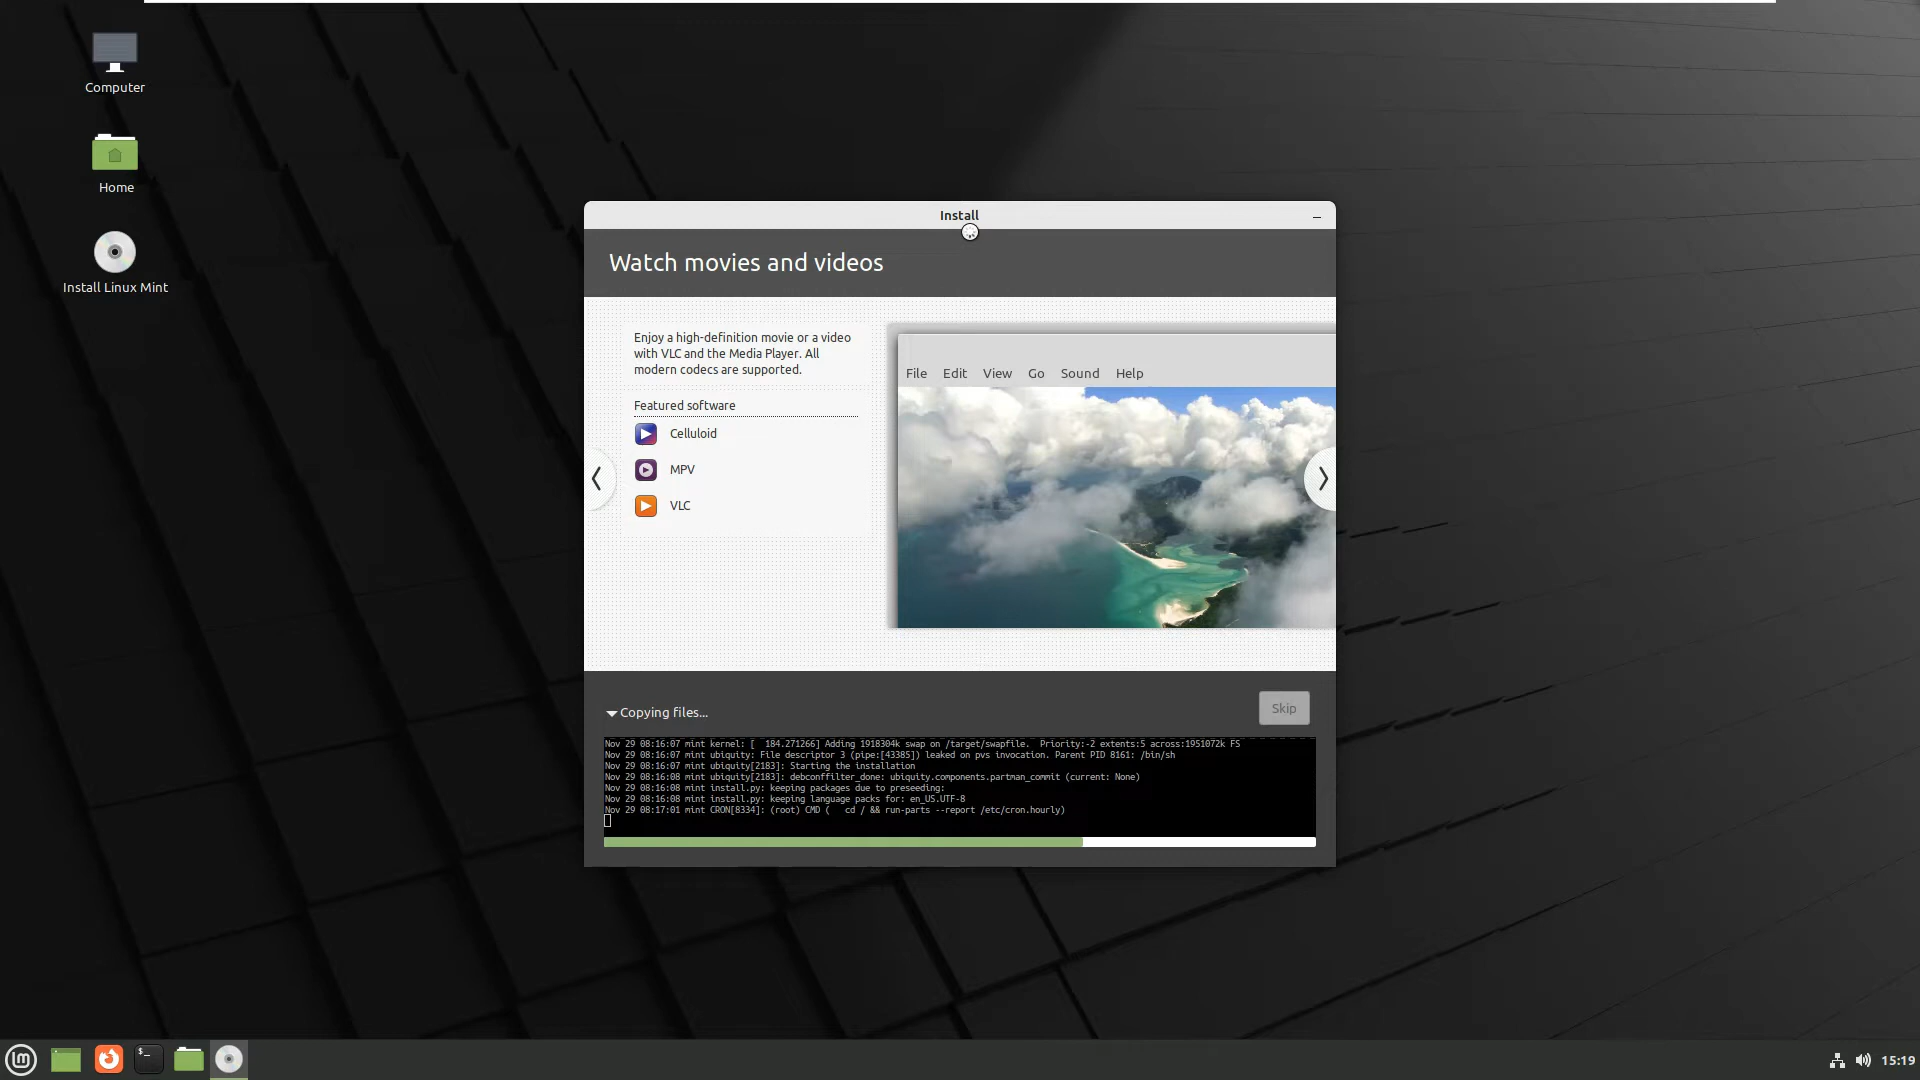 Computer
Home
Install Linux Mint
Install
Watch movies and videos
Enjoy a high-definition movie or a video
with VLC and the Media Player. All
modern codecs are supported.
Featured software
Celluloid
MPV
VLC
File Edit View Go Sound Help
Copying files...
Skip
Nov 29 08:16:07 mint kernel: [  184.271266] Adding 1918304k swap on /target/swapfile.  Priority:-2 extents:5 across:1951072k FS
Nov 29 08:16:07 mint ubiquity: File descriptor 3 (pipe:[43385]) leaked on pvs invocation. Parent PID 8161: /bin/sh
Nov 29 08:16:07 mint ubiquity[2183]: Starting the installation
Nov 29 08:16:08 mint ubiquity[2183]: debconffilter_done: ubiquity.components.partman_commit (current: None)
Nov 29 08:16:08 mint install.py: keeping packages due to preseeding:
Nov 29 08:16:08 mint install.py: keeping language packs for: en_US.UTF-8
Nov 29 08:17:01 mint CRON[8334]: (root) CMD (   cd / && run-parts --report /etc/cron.hourly)
$_
15:19